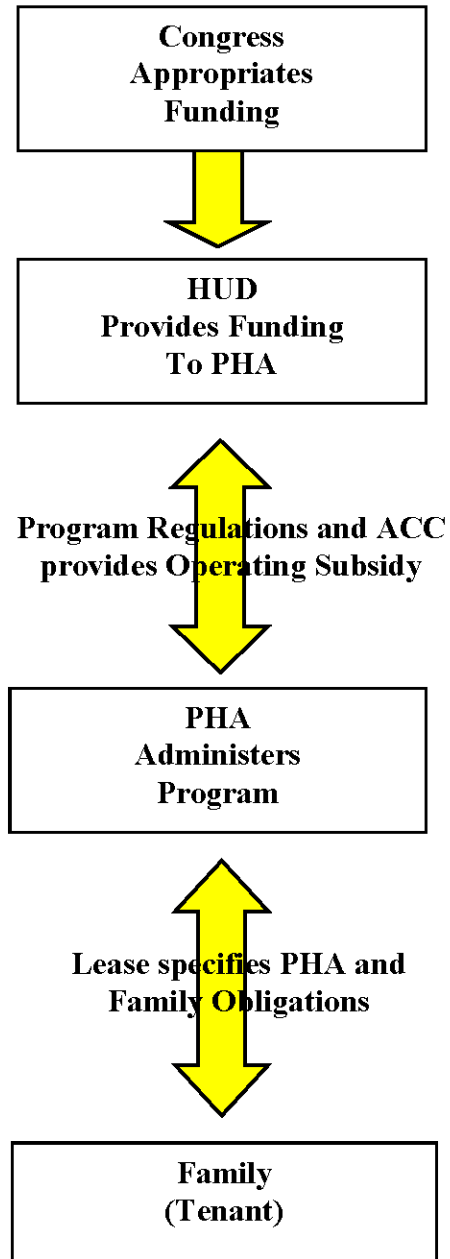 Congress
Appropriates
Funding
HUD
Provides Funding
To PHA
Program Regulations and ACC
provides Operating Subsidy
PHA
Administers
Program
Lease specifies PHA and
Family Obligations
Family
(Tenant)